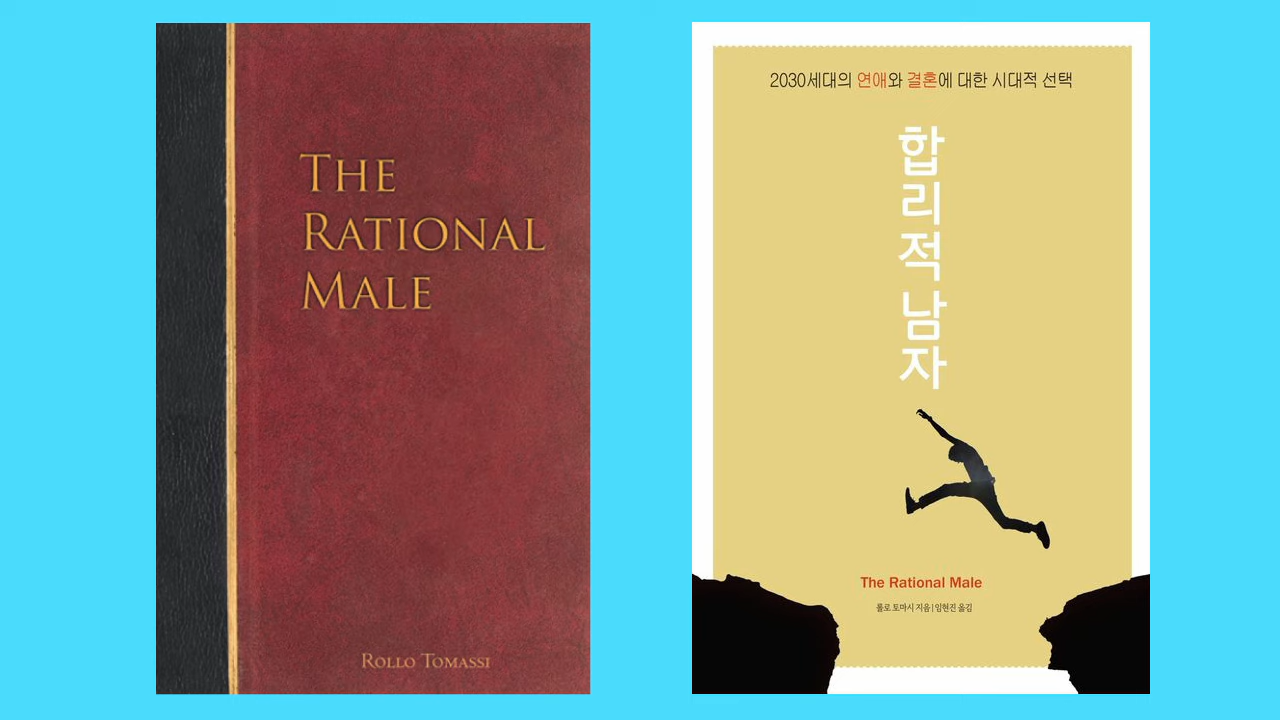 THE
RATIONAL
MALE
ROLLO TOMASSI
2030세대의 연애와 결혼에 대한 시대적 선택
합리적 남자
The Rational Male
롤로 토마시 지음 | 임현진 옮김